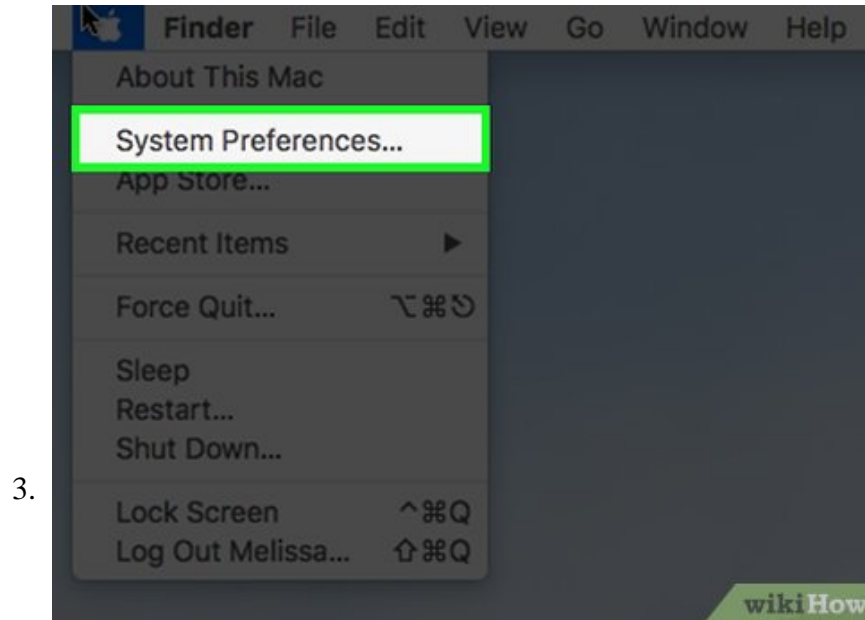 Finder File Edit View Go Window Help
About This Mac
System Preferences...
App Store...
Recent Items
Force Quit... ⌥⌘⎋
Sleep
Restart...
Shut Down...
3.
Lock Screen ^⌘Q
Log Out Melissa... ⇧⌘Q
wikiHow